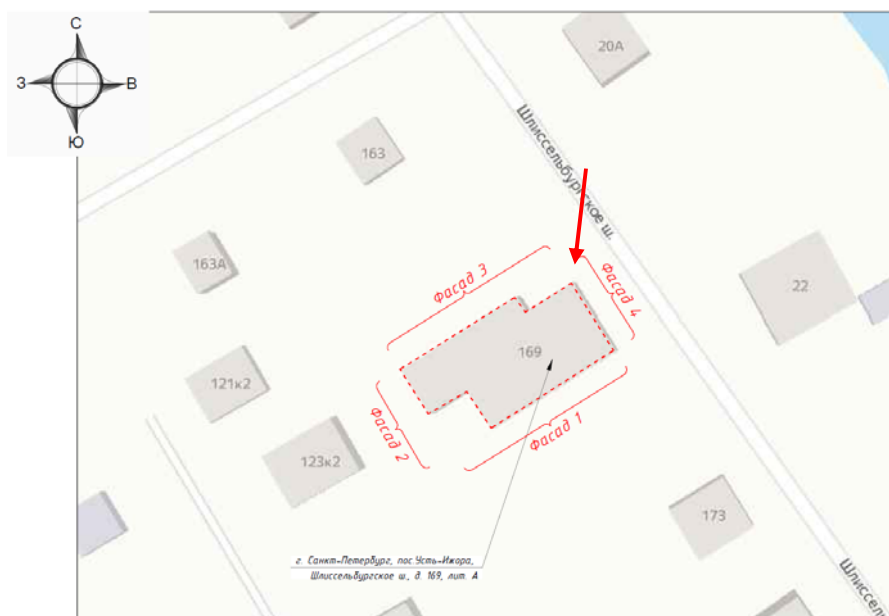 С
З
В
Ю
20А
Шлиссельбургское ш.
163
163А
Фасад 3
Фасад 4
22
169
121к2
Фасад 2
Фасад 1
123к2
173
г. Санкт-Петербург, пос.Усть-Ижора,
Шлиссельбургское ш., д. 169, лит. А
Шлиссел